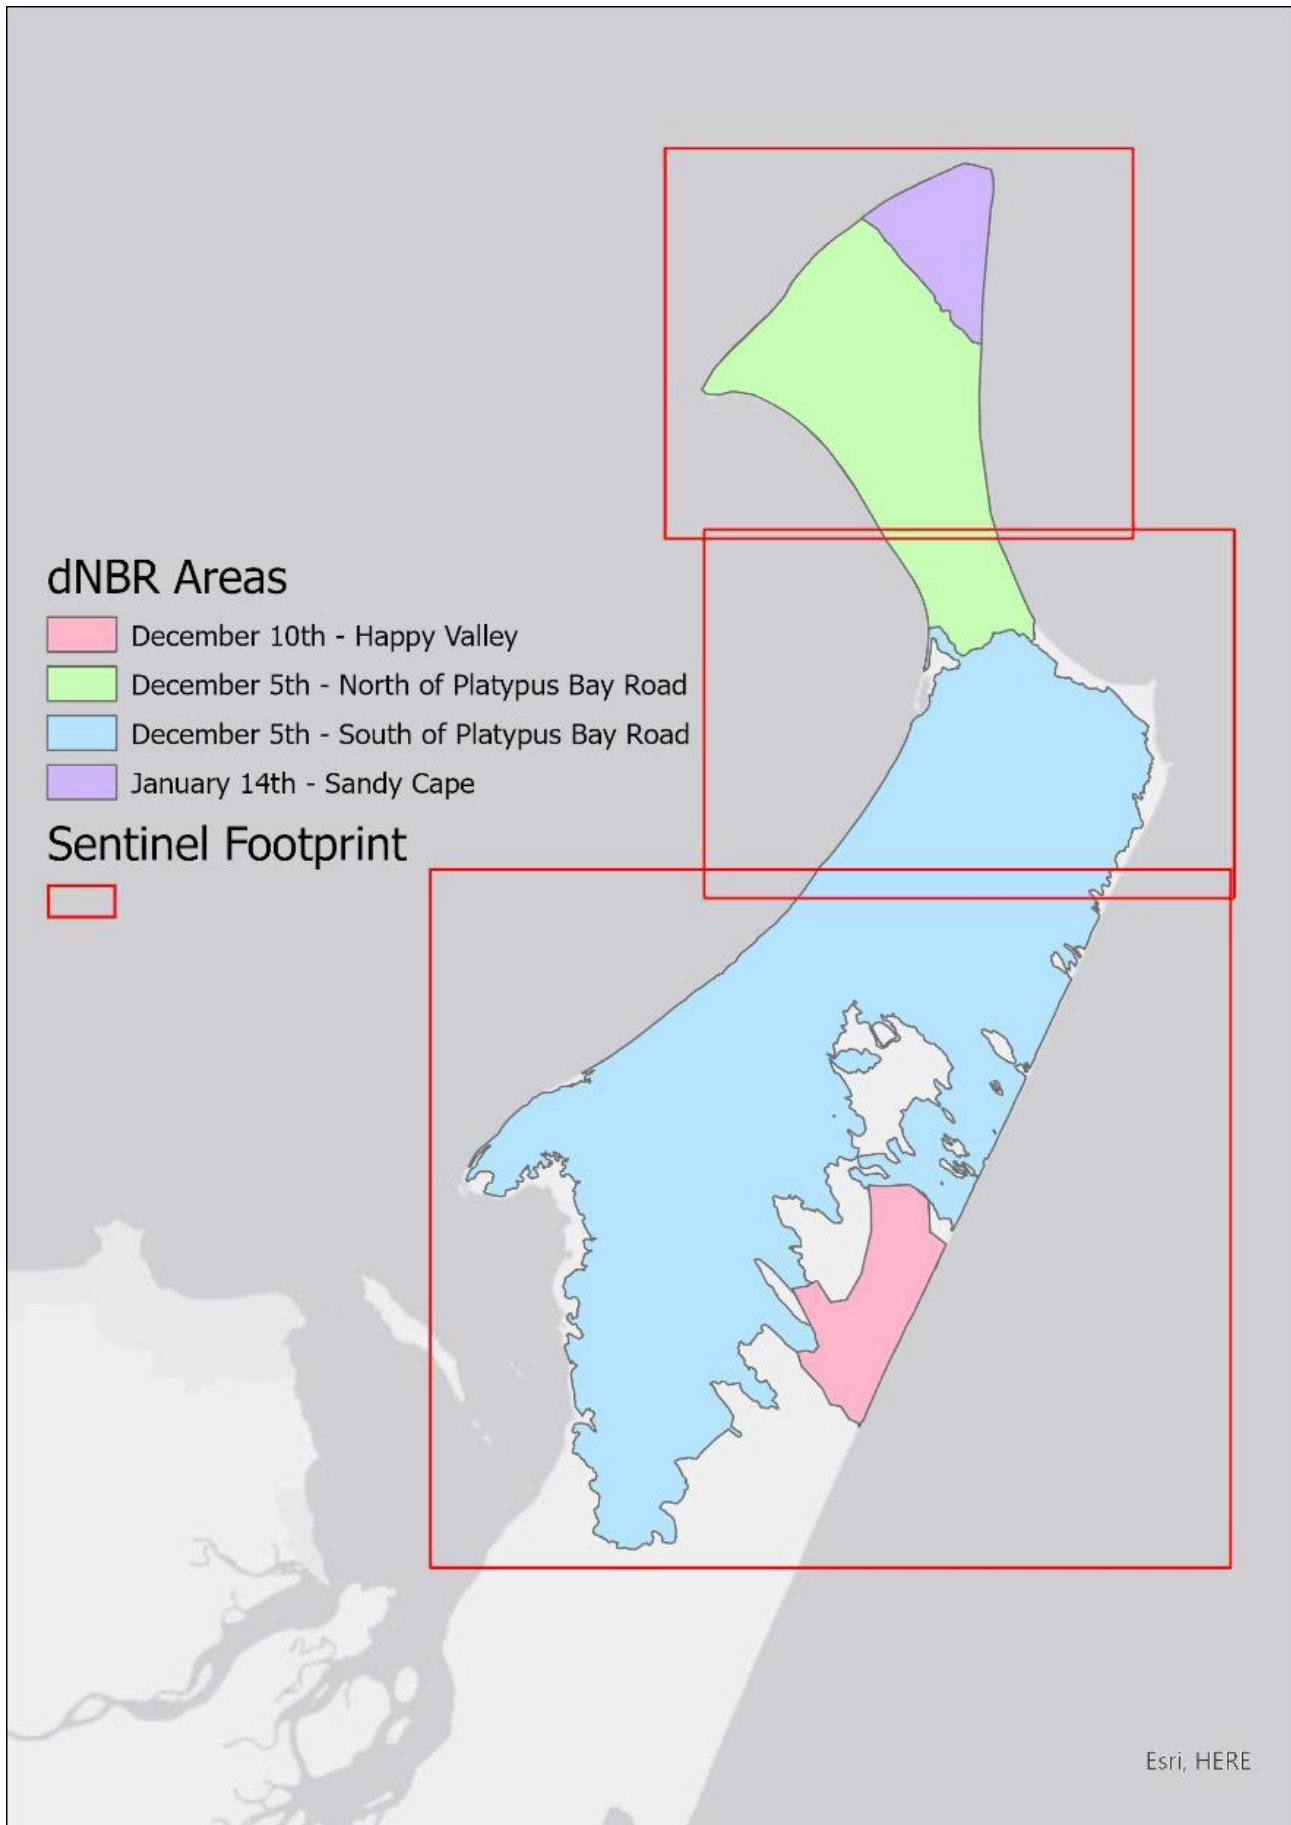 dNBR Areas
December 10th - Happy Valley
December 5th - North of Platypus Bay Road
December 5th - South of Platypus Bay Road
January 14th - Sandy Cape
Sentinel Footprint
Esri, HERE